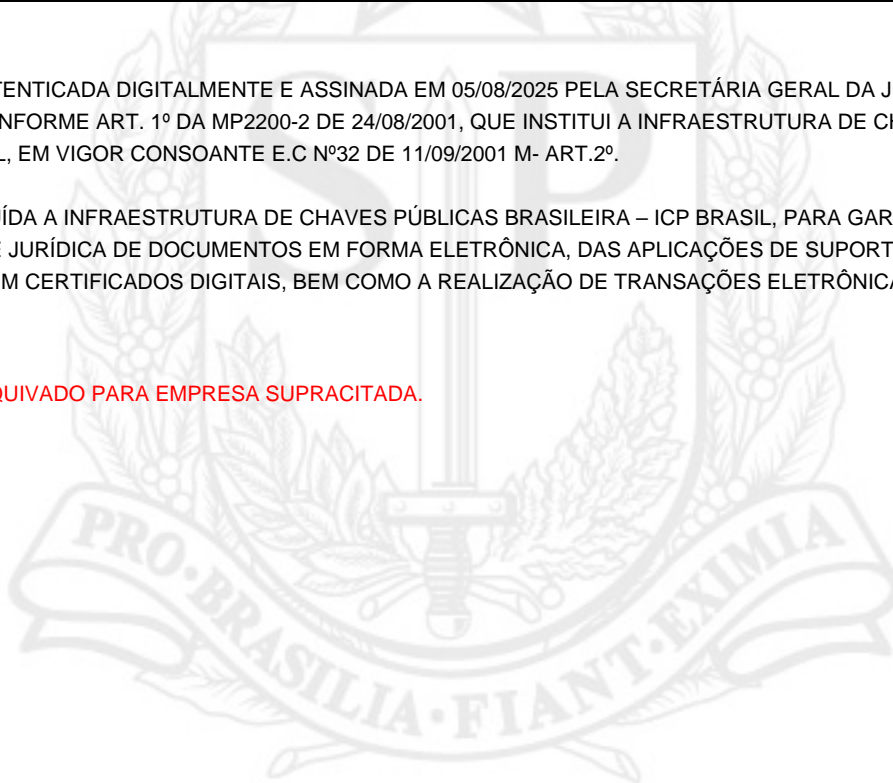 TENTICADA DIGITALMENTE E ASSINADA EM 05/08/2025 PELA SECRETÁRIA GERAL DA J
NFORME ART. 1º DA MP2200-2 DE 24/08/2001, QUE INSTITUI A INFRAESTRUTURA DE CH
L, EM VIGOR CONSOANTE E.C Nº32 DE 11/09/2001 M- ART.2º.
ÍDA A INFRAESTRUTURA DE CHAVES PÚBLICAS BRASILEIRA – ICP BRASIL, PARA GAR
E JURÍDICA DE DOCUMENTOS EM FORMA ELETRÔNICA, DAS APLICAÇÕES DE SUPORT
M CERTIFICADOS DIGITAIS, BEM COMO A REALIZAÇÃO DE TRANSAÇÕES ELETRÔNICA
QUIVADO PARA EMPRESA SUPRACITADA.
SP
PRO·BRASILIA·FIANT·EXIMIA